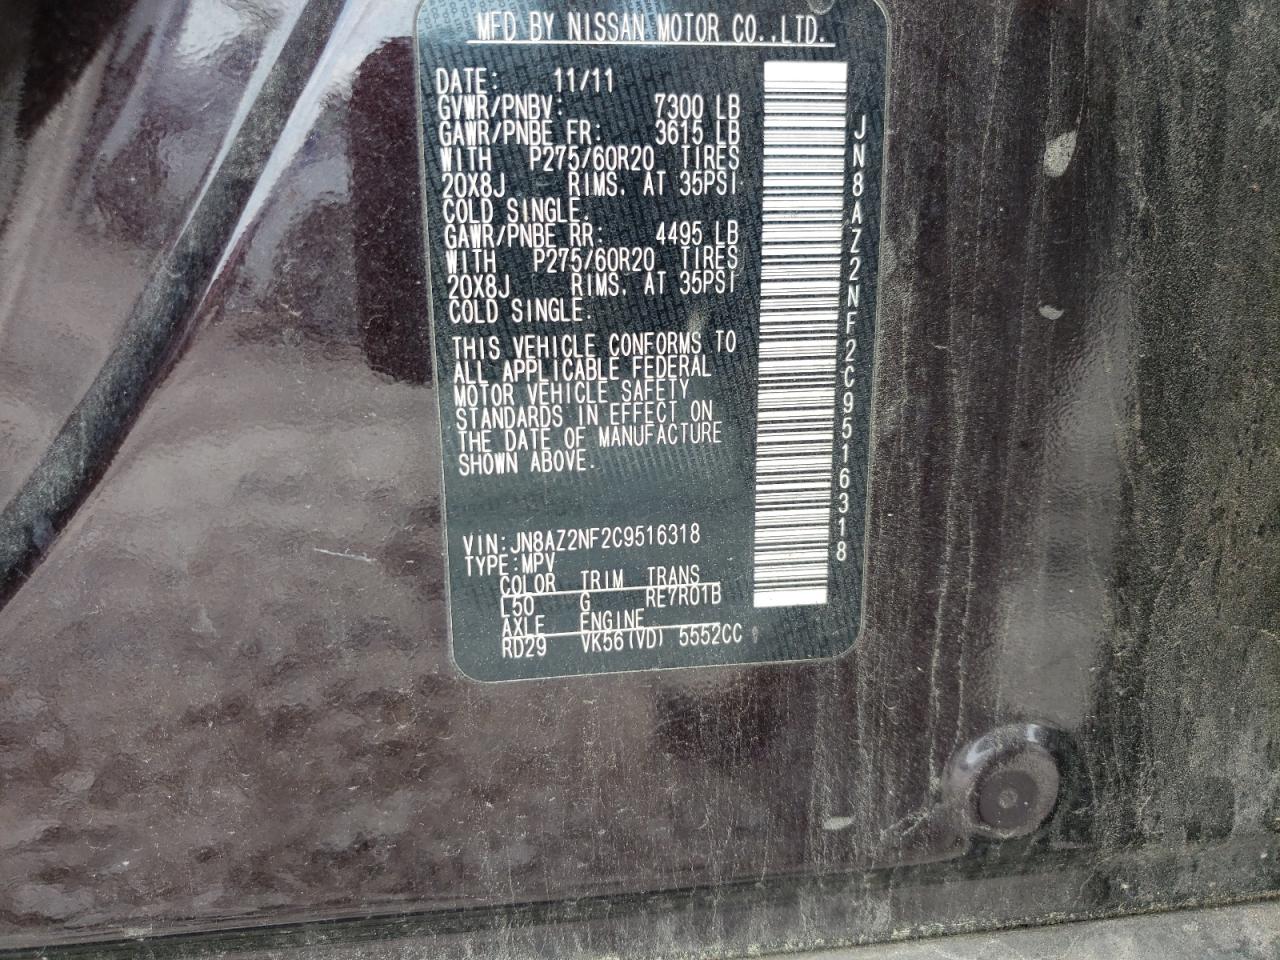 MFD BY NISSAN MOTOR CO.,LTD.
DATE: 11/11
GVWR/PNBV: 7300 LB
GAWR/PNBE FR: 3615 LB
WITH P275/60R20 TIRES
20X8J RIMS, AT 35PSI
COLD SINGLE.
GAWR/PNBE RR: 4495 LB
WITH P275/60R20 TIRES
20X8J RIMS, AT 35PSI
COLD SINGLE.
THIS VEHICLE CONFORMS TO
ALL APPLICABLE FEDERAL
MOTOR VEHICLE SAFETY
STANDARDS IN EFFECT ON
THE DATE OF MANUFACTURE
SHOWN ABOVE.
VIN:JN8AZ2NF2C9516318
TYPE:MPV
COLOR TRIM TRANS
L50 G RE7R01B
AXLE ENGINE
RD29 VK56(VD) 5552CC
JN8AZ2NF2C9516318